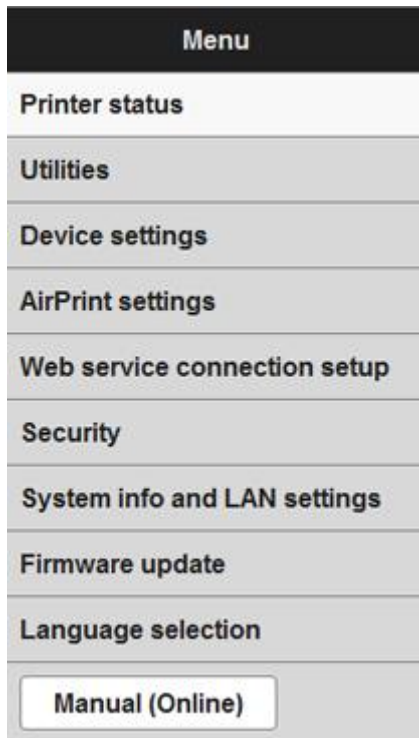 Menu
Printer status
Utilities
Device settings
AirPrint settings
Web service connection setup
Security
System info and LAN settings
Firmware update
Language selection
Manual (Online)